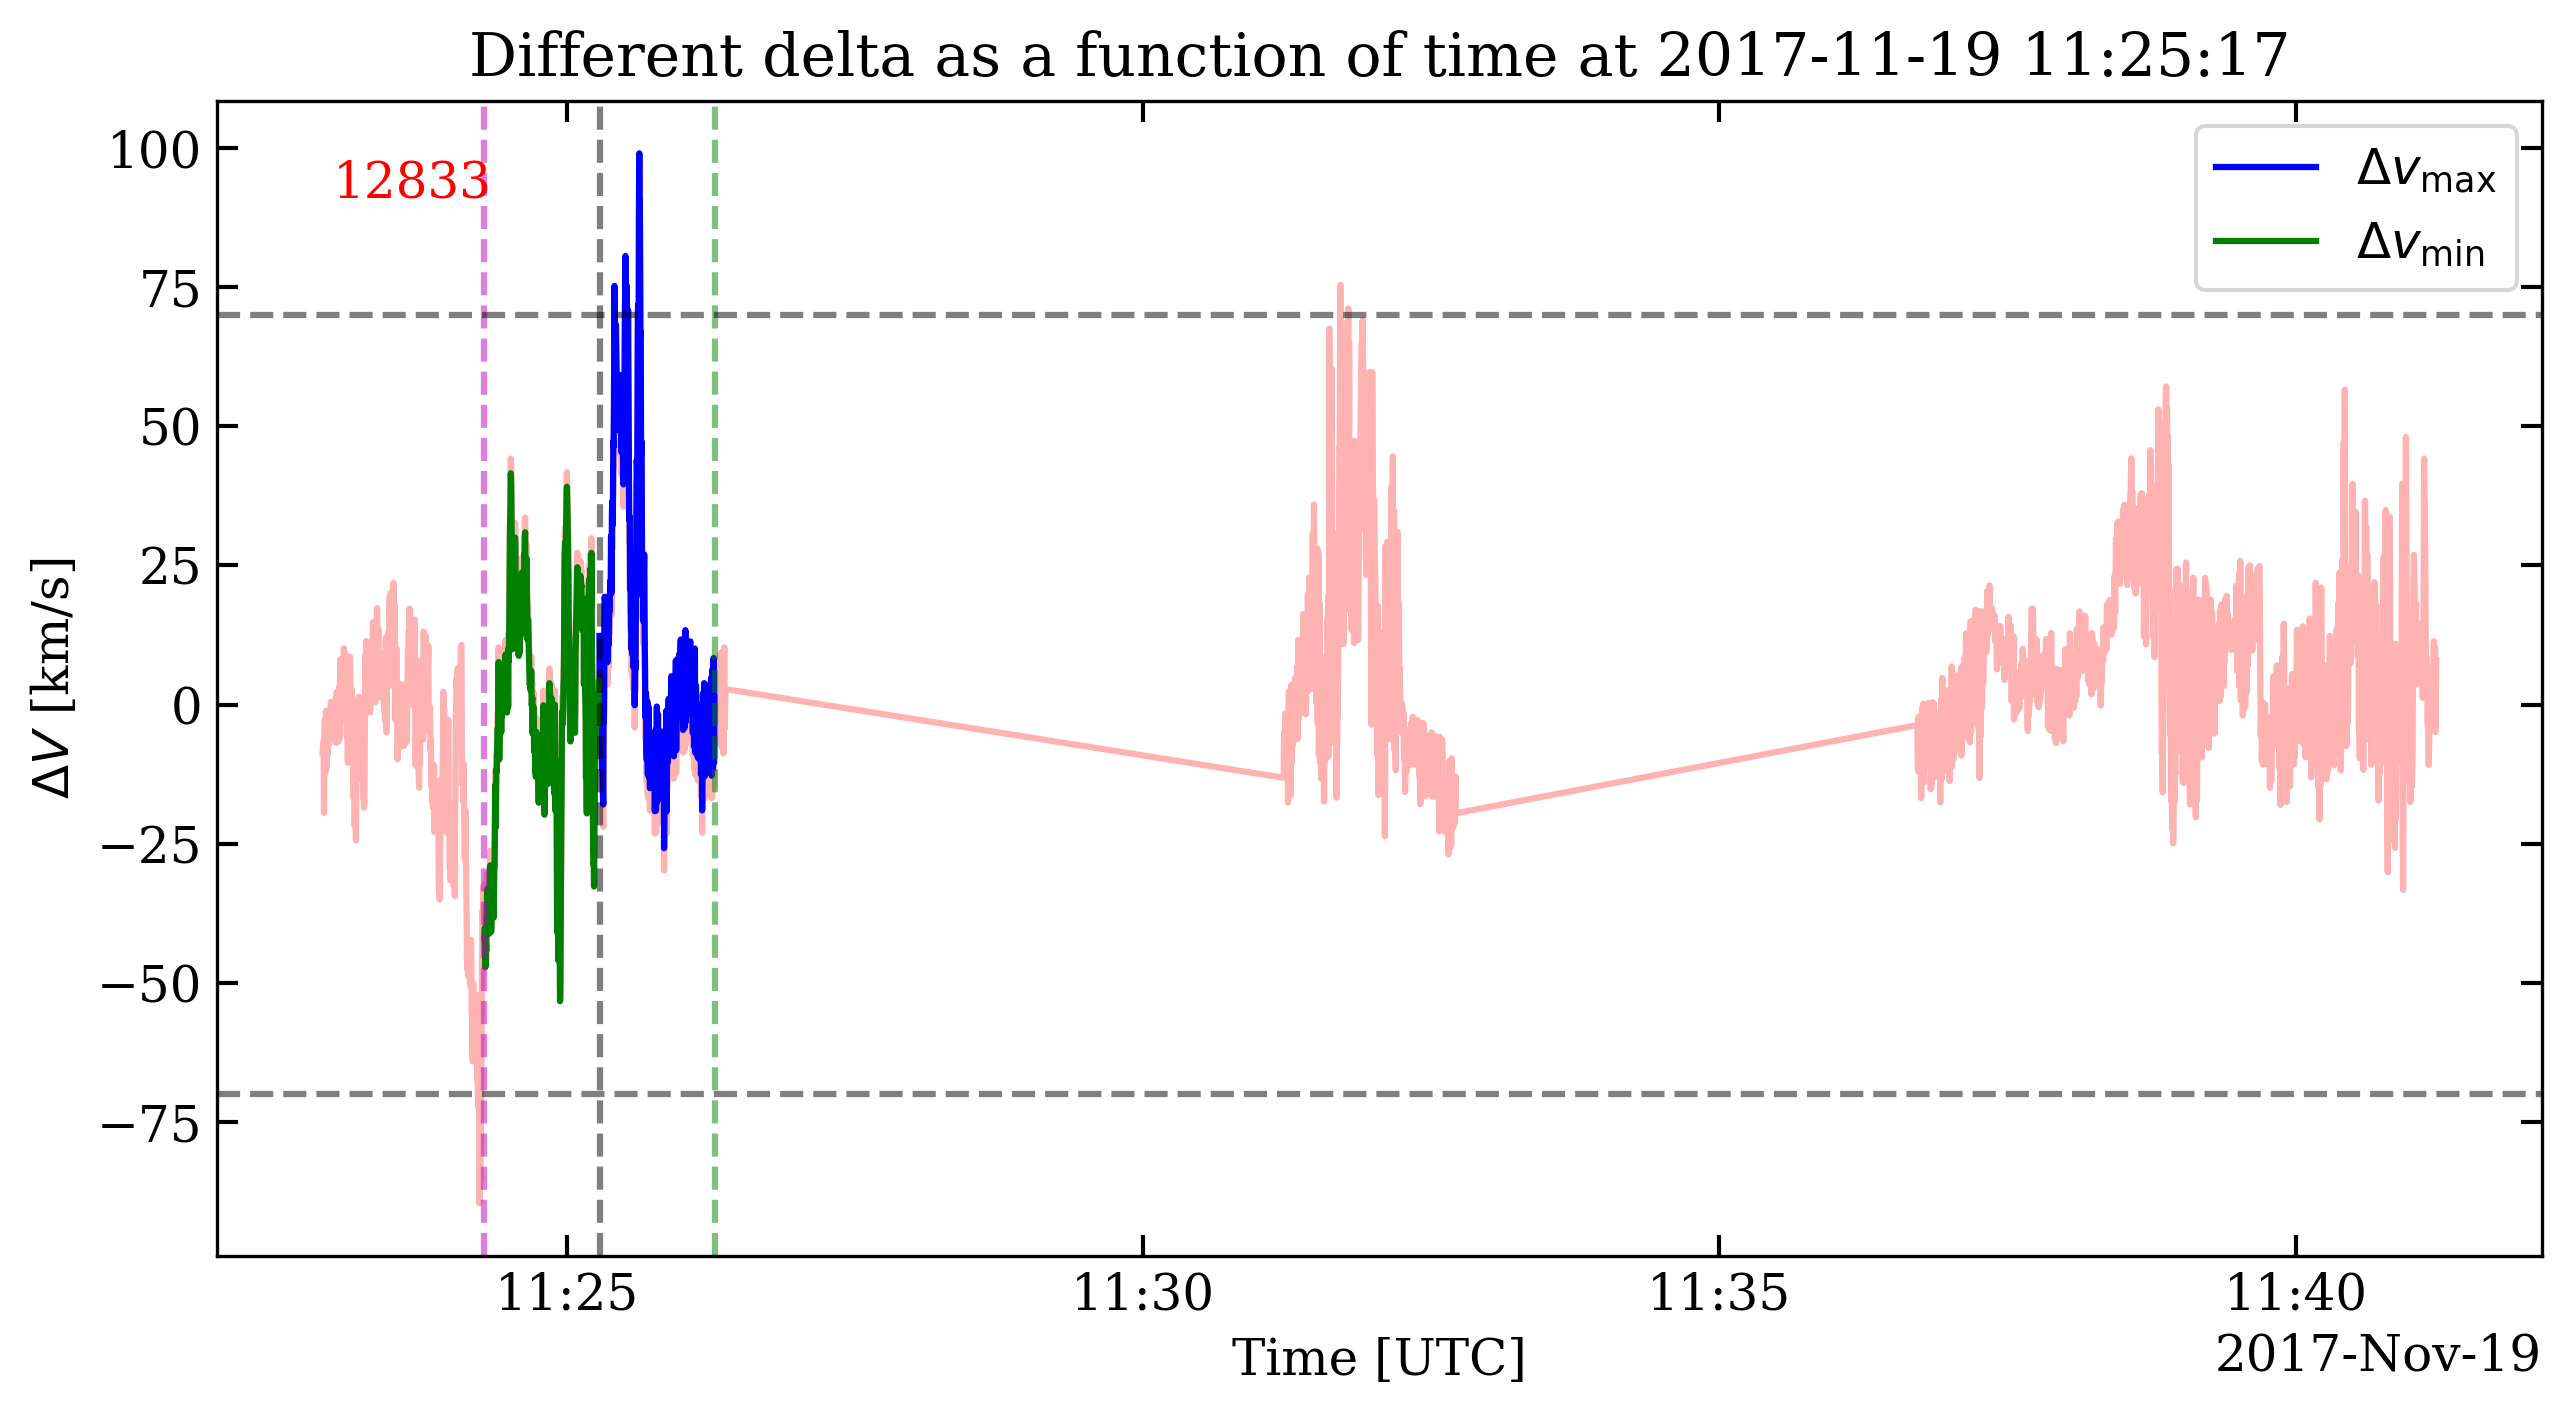 Different delta as a function of time at 2017-11-19 11:25:17
12833
Δv_max
Δv_min
ΔV [km/s]
100
75
50
25
0
−25
−50
−75
11:25 11:30 11:35 11:40
Time [UTC]
2017-Nov-19